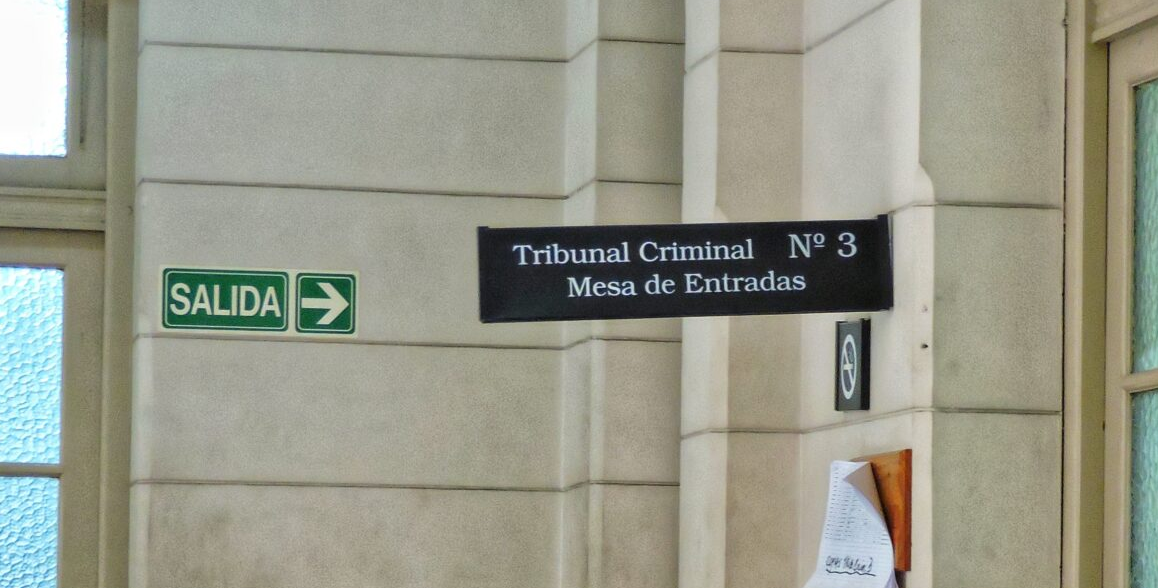 SALIDA
Tribunal Criminal Nº 3
Mesa de Entradas